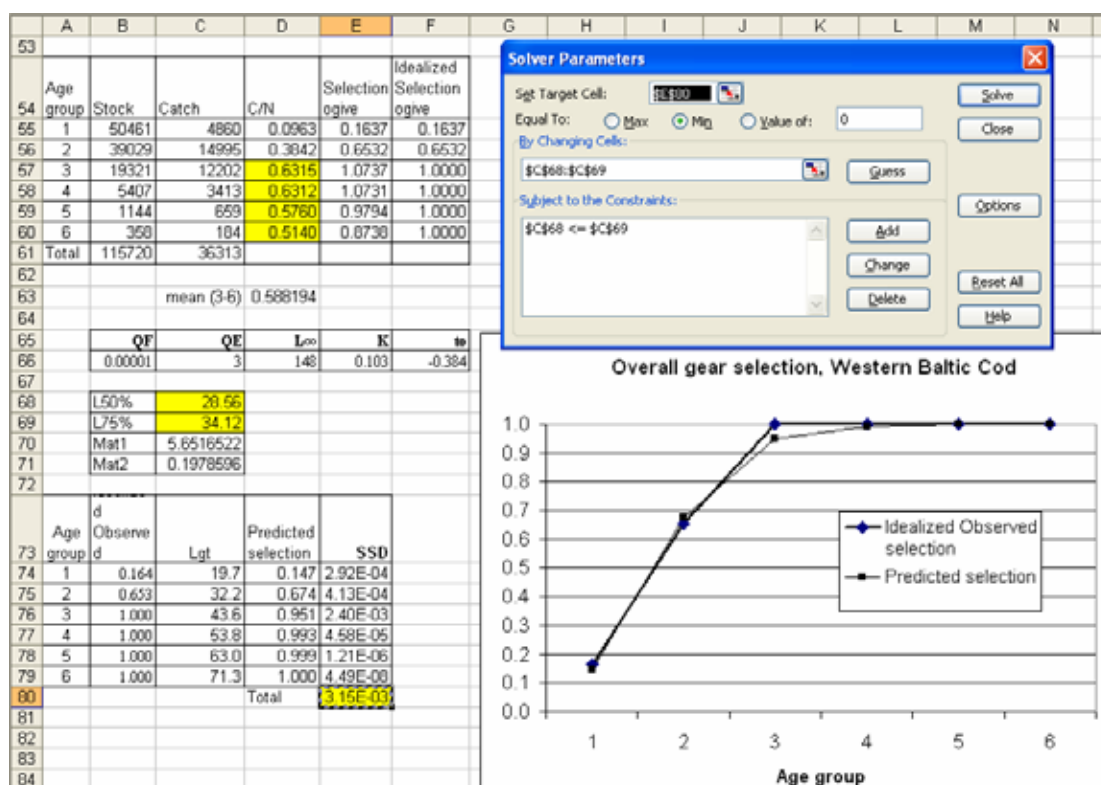 A B C D E F G H I J K L M N
53
54 Age group Stock Catch C/N Selection ogive Idealized Selection ogive
55 1 50461 4860 0.0963 0.1637 0.1637
56 2 39029 14995 0.3842 0.6532 0.6532
57 3 19321 12202 0.6315 1.0737 1.0000
58 4 5407 3413 0.6312 1.0731 1.0000
59 5 1144 659 0.5760 0.9794 1.0000
60 6 358 184 0.5140 0.8738 1.0000
61 Total 115720 36313
62
63 mean (3-6) 0.588194
64
65 QF QE L∞ K to
66 0.00001 3 148 0.103 -0.384
67
68 L50% 28.56
69 L75% 34.12
70 Mat1 5.6516522
71 Mat2 0.1978596
72
73 Age group d Observe d Lgt Predicted selection SSD
74 1 0.164 19.7 0.147 2.92E-04
75 2 0.653 32.2 0.674 4.13E-04
76 3 1.000 43.6 0.951 2.40E-03
77 4 1.000 53.8 0.993 4.58E-05
78 5 1.000 63.0 0.999 1.21E-06
79 6 1.000 71.3 1.000 4.49E-08
80 Total 3.15E-03
81
82
83
84
Solver Parameters
Set Target Cell: $E$80
Solve
Equal To: Max Min Value of: 0
Close
By Changing Cells:
$C$68:$C$69
Guess
Subject to the Constraints:
Options
$C$68 <= $C$69
Add
Change
Reset All
Delete
Help
Overall gear selection, Western Baltic Cod
1.0
0.9
0.8
0.7
0.6
0.5
0.4
0.3
0.2
0.1
0.0
Idealized Observed
selection
Predicted selection
1 2 3 4 5 6
Age group